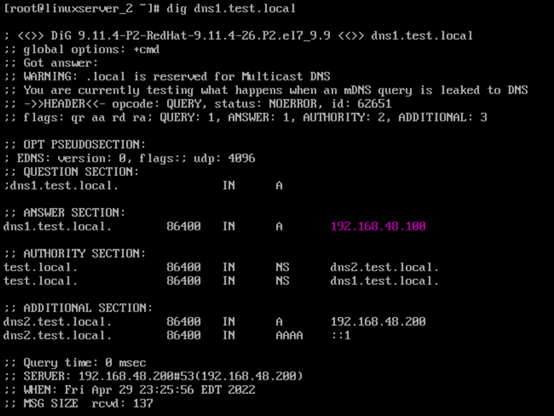 [root@linuxserver_2 ~]# dig dns1.test.local
; <<>> DiG 9.11.4-P2-RedHat-9.11.4-26.P2.el7_9.9 <<>> dns1.test.local
;; global options: +cmd
;; Got answer:
;; WARNING: .local is reserved for Multicast DNS
;; You are currently testing what happens when an mDNS query is leaked to DNS
;; ->>HEADER<<- opcode: QUERY, status: NOERROR, id: 62651
;; flags: qr aa rd ra; QUERY: 1, ANSWER: 1, AUTHORITY: 2, ADDITIONAL: 3
;; OPT PSEUDOSECTION:
; EDNS: version: 0, flags:; udp: 4096
;; QUESTION SECTION:
;dns1.test.local. IN A
;; ANSWER SECTION:
dns1.test.local. 86400 IN A 192.168.48.100
;; AUTHORITY SECTION:
test.local. 86400 IN NS dns2.test.local.
test.local. 86400 IN NS dns1.test.local.
;; ADDITIONAL SECTION:
dns2.test.local. 86400 IN A 192.168.48.200
dns2.test.local. 86400 IN AAAA ::1
;; Query time: 0 msec
;; SERVER: 192.168.48.200#53(192.168.48.200)
;; WHEN: Fri Apr 29 23:25:56 EDT 2022
;; MSG SIZE rcvd: 137